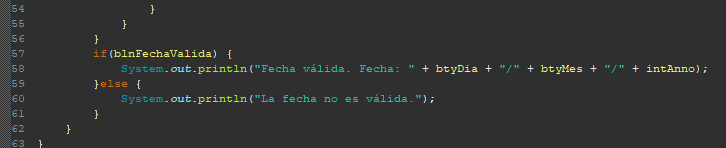 54                  }
55              }
56          }
57          if(blnFechaValida) {
58              System.out.println("Fecha válida. Fecha: " + btyDia + "/" + btyMes + "/" + intAnno);
59          }else {
60              System.out.println("La fecha no es válida.");
61          }
62      }
63  }